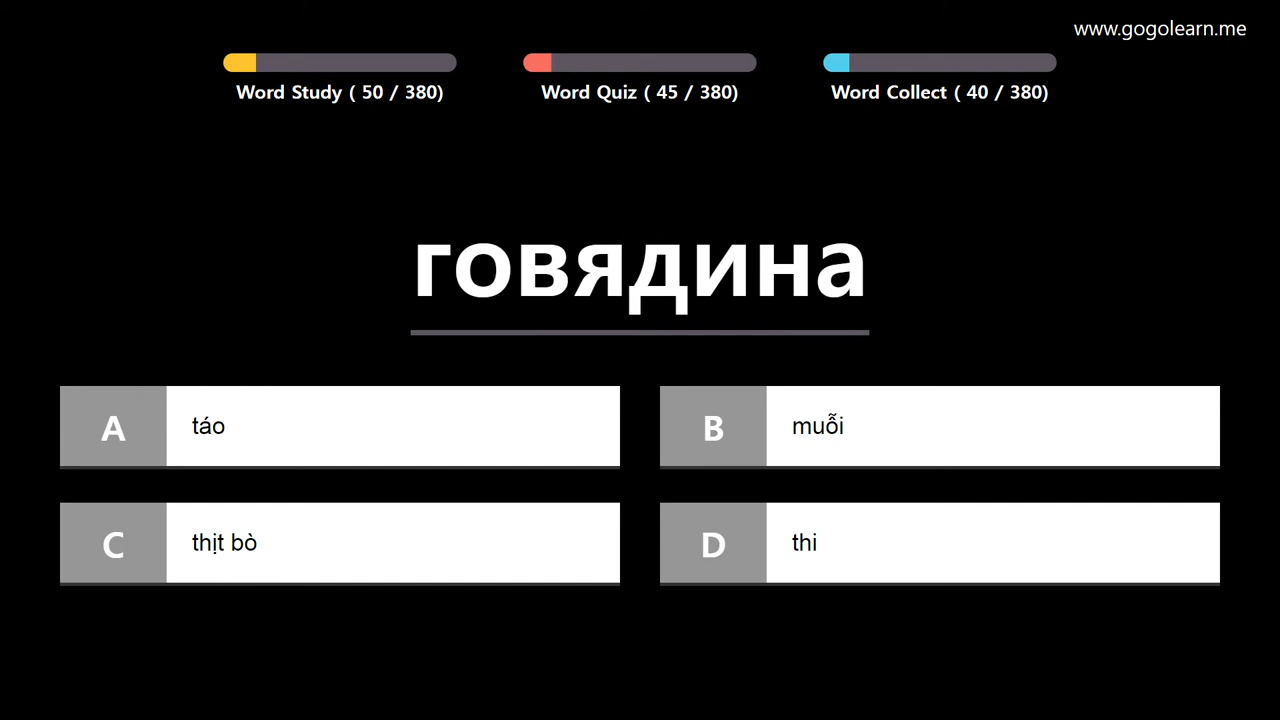 www.gogolearn.me
Word Study ( 50 / 380)
Word Quiz ( 45 / 380)
Word Collect ( 40 / 380)
говядина
A
táo
B
muỗi
C
thịt bò
D
thi